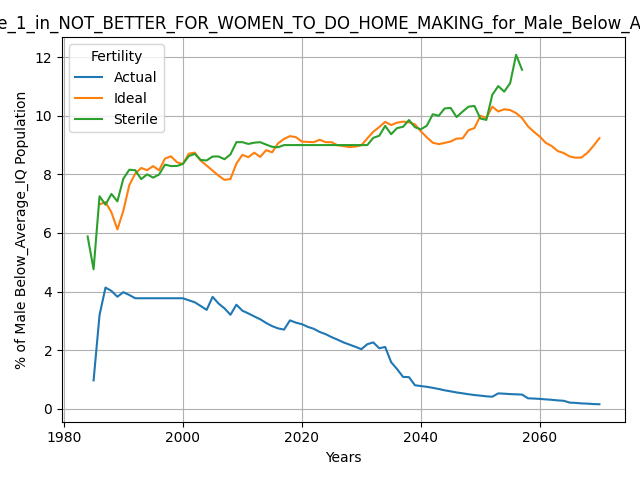 e_1_in_NOT_BETTER_FOR_WOMEN_TO_DO_HOME_MAKING_for_Male_Below_A
Fertility
Actual
Ideal
Sterile
% of Male Below_Average_IQ Population
12
10
8
6
4
2
0
1980 2000 2020 2040 2060
Years